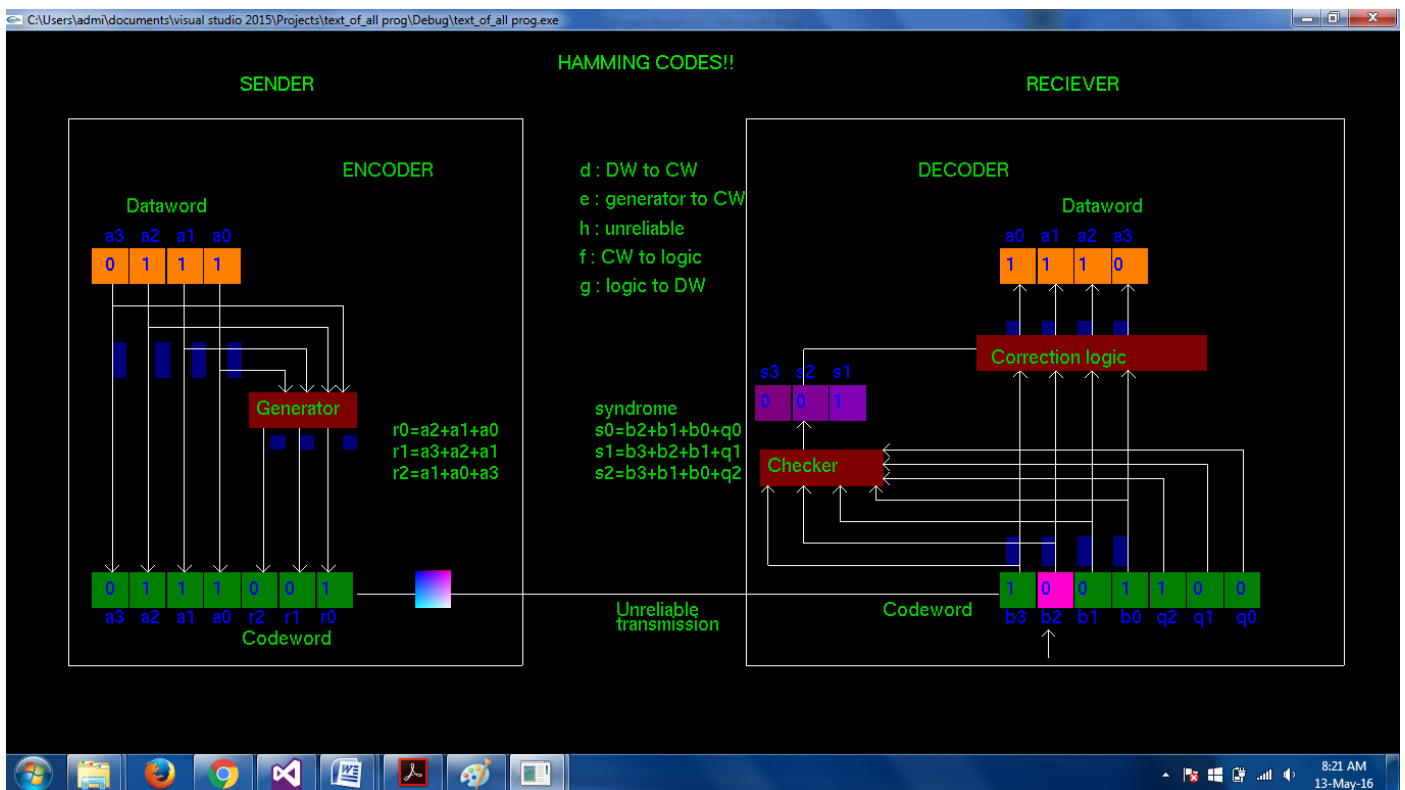 C:\Users\admi\documents\visual studio 2015\Projects\text_of_all prog\Debug\text_of_all prog.exe
HAMMING CODES!!
SENDER
RECIEVER
ENCODER
d : DW to CW
e : generator to CW
h : unreliable
f : CW to logic
g : logic to DW
DECODER
Dataword
a3 a2 a1 a0
0 1 1 1
Dataword
a0 a1 a2 a3
1 1 1 0
Generator
r0=a2+a1+a0
r1=a3+a2+a1
r2=a1+a0+a3
syndrome
s0=b2+b1+b0+q0
s1=b3+b2+b1+q1
s2=b3+b1+b0+q2
Correction logic
s3 s2 s1
0 0 1
Checker
0 1 1 1 0 0 1
a3 a2 a1 a0 r2 r1 r0
Codeword
Unreliable
transmission
Codeword
1 0 0 1 1 0 0
b3 b2 b1 b0 q2 q1 q0
8:21 AM
13-May-16